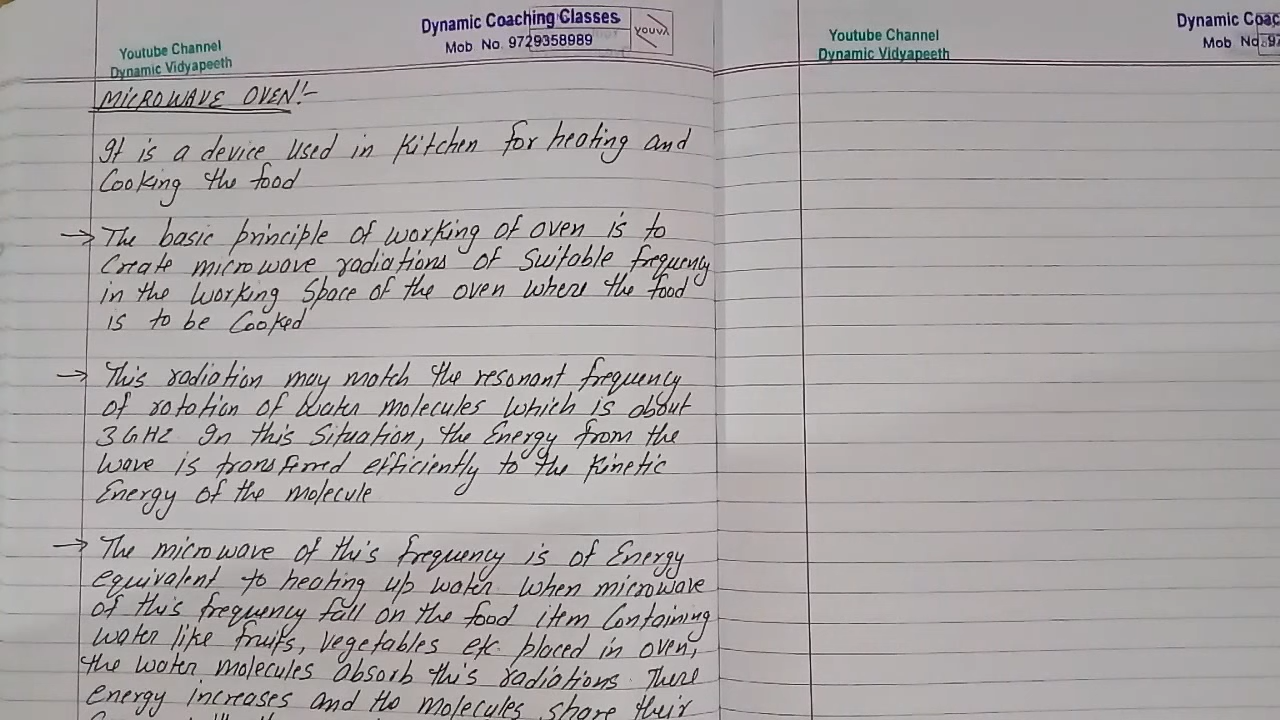 Youtube Channel
Dynamic Vidyapeeth
Dynamic Coaching Classes
Mob No. 9729358989
YOUVA
MICROWAVE OVEN:-
It is a device used in kitchen for heating and
Cooking the food
→ The basic principle of working of oven is to
Create microwave radiations of suitable frequency
in the working space of the oven where the food
is to be Cooked
→ This radiation may match the resonant frequency
of rotation of water molecules which is about
3 GHZ. In this situation, the Energy from the
wave is transferred efficiently to the kinetic
Energy of the molecule
→ The microwave of this frequency is of Energy
equivalent to heating up water. When microwave
of this frequency fall on the food item Containing
water like fruits, vegetables etc. placed in oven,
the water molecules absorb this radiations. There
energy increases and the molecules share their
Youtube Channel
Dynamic Vidyapeeth
Dynamic Coac
Mob No. 97